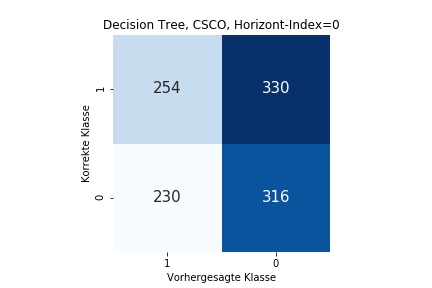 Decision Tree, CSCO, Horizont-Index=0
Korrekte Klasse
1
254
330
0
230
316
1
0
Vorhergesagte Klasse